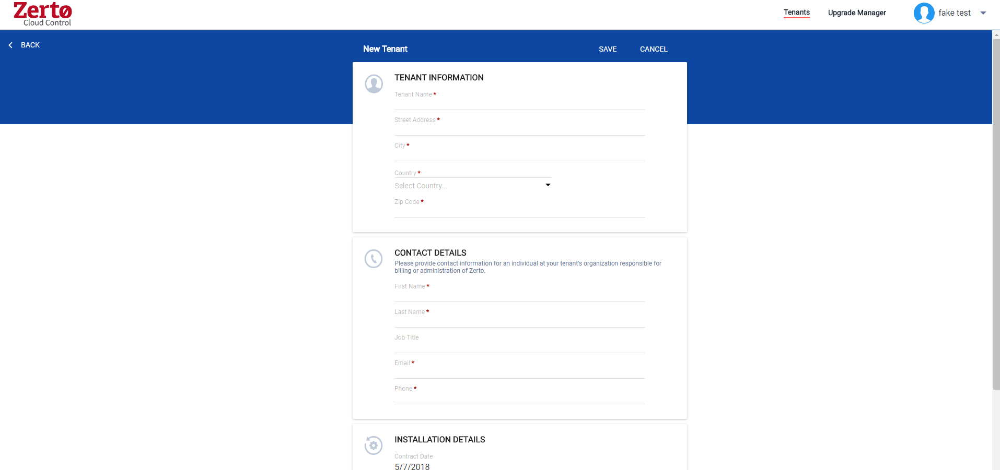 Zerto
Cloud Control
Tenants
Upgrade Manager
fake test
BACK
New Tenant
SAVE
CANCEL
TENANT INFORMATION
Tenant Name *
Street Address *
City *
Country *
Select Country...
Zip Code *
CONTACT DETAILS
Please provide contact information for an individual at your tenant's organization responsible for
billing or administration of Zerto.
First Name *
Last Name *
Job Title
Email *
Phone *
INSTALLATION DETAILS
Contract Date
5/7/2018